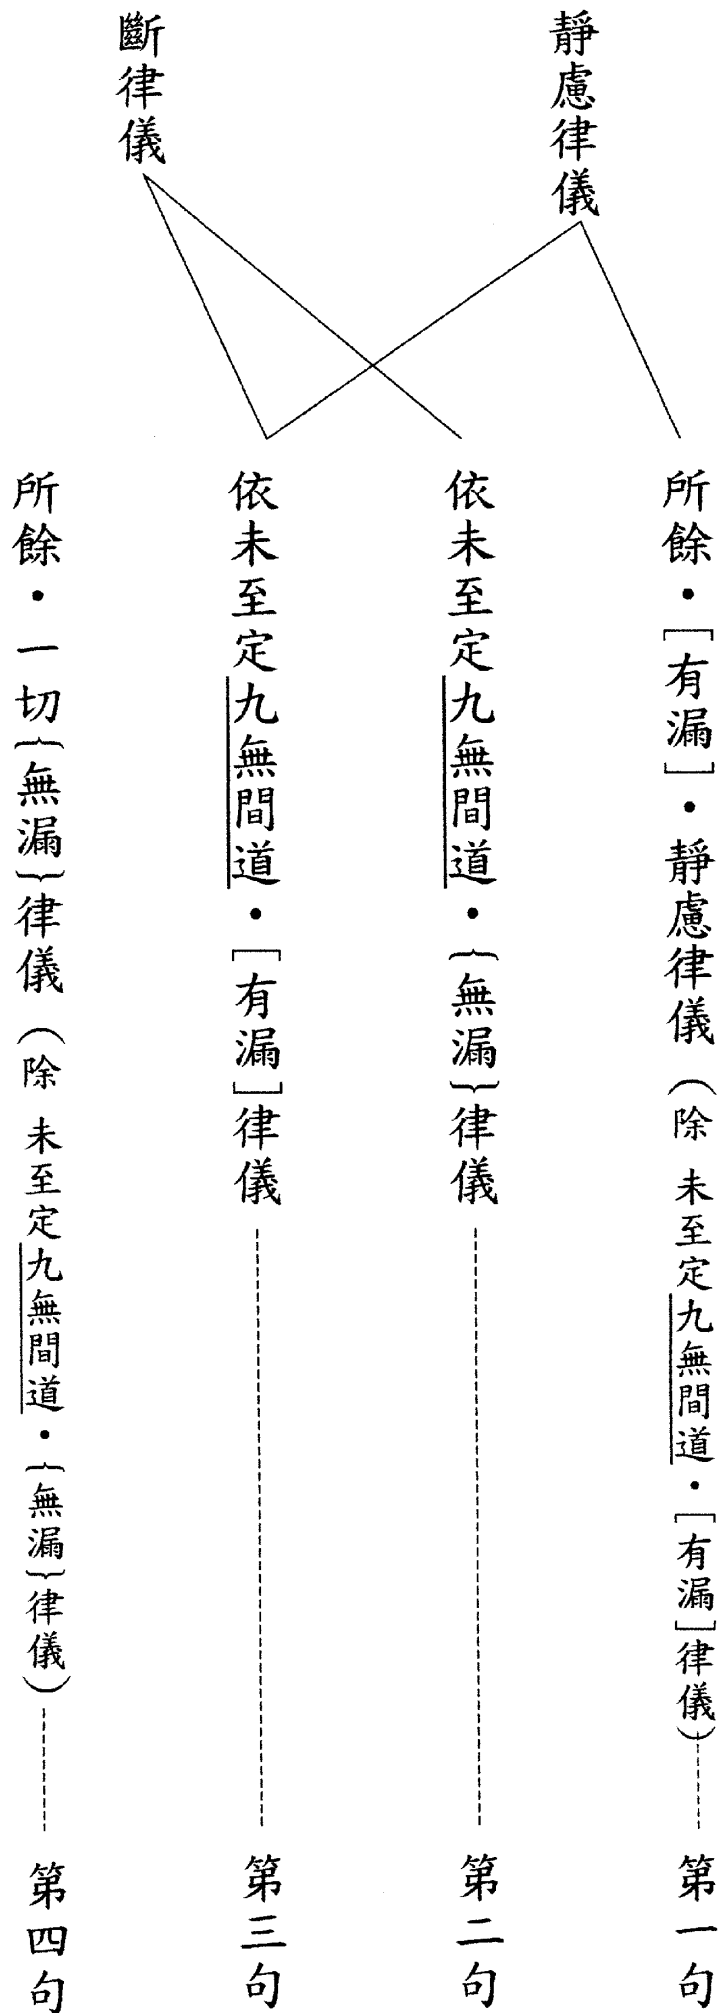 靜慮律儀
斷律儀
所餘・[有漏]・靜慮律儀(除 未至定九無間道・[有漏]律儀)
第一句
依未至定九無間道・{無漏}律儀
第二句
依未至定九無間道・[有漏]律儀
第三句
所餘・一切{無漏}律儀(除 未至定九無間道・{無漏}律儀)
第四句